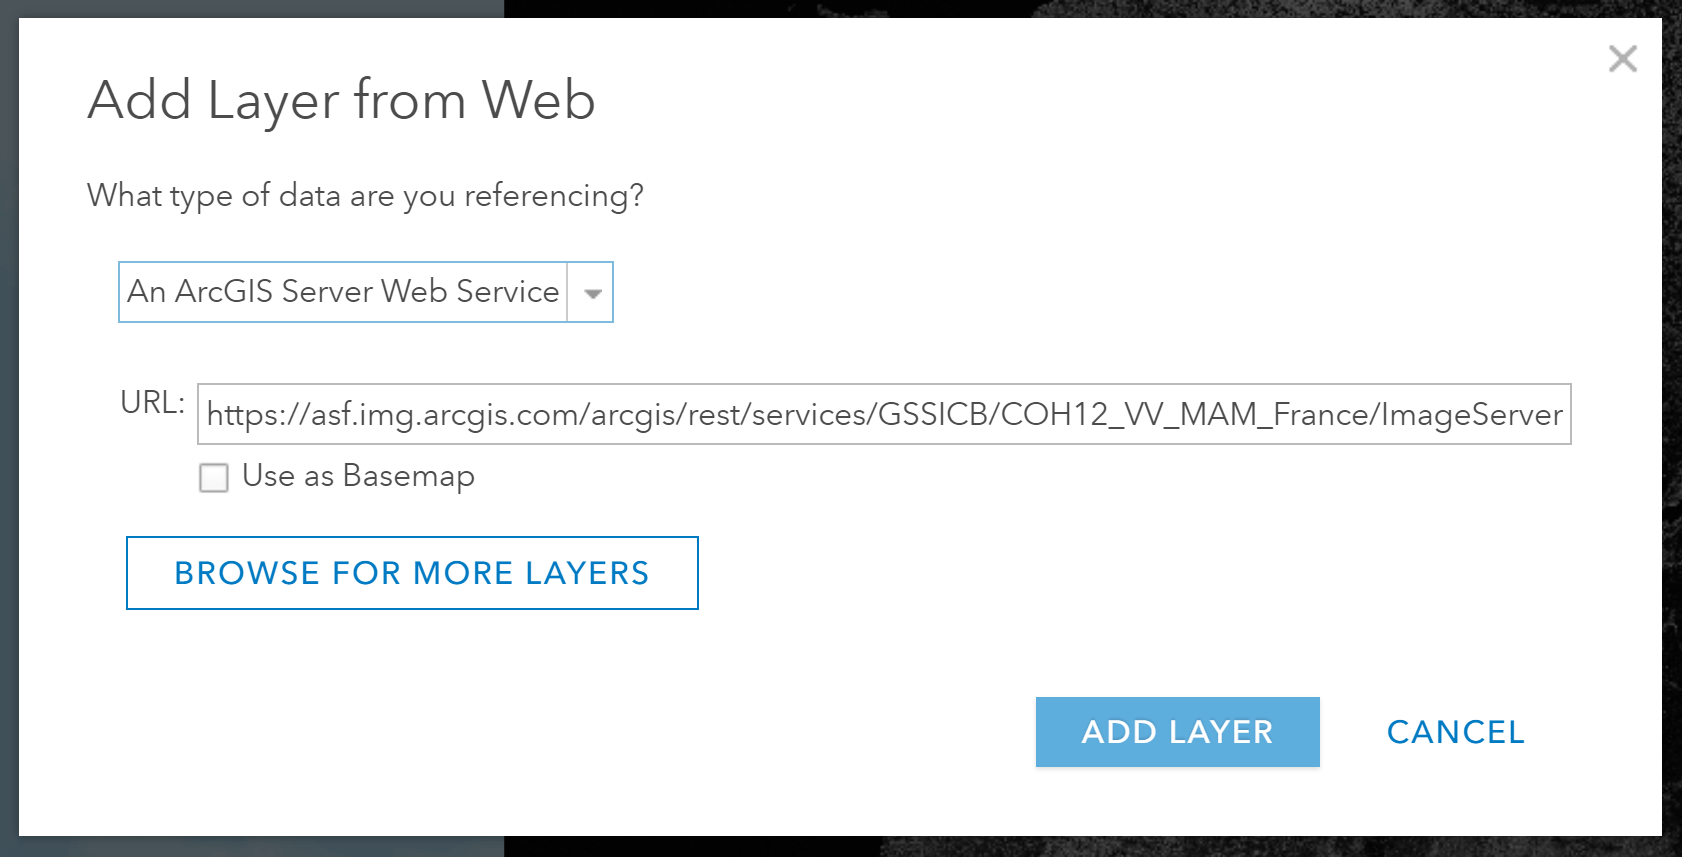 Add Layer from Web
What type of data are you referencing?
An ArcGIS Server Web Service
URL: https://asf.img.arcgis.com/arcgis/rest/services/GSSICB/COH12_VV_MAM_France/ImageServer
Use as Basemap
BROWSE FOR MORE LAYERS
ADD LAYER CANCEL